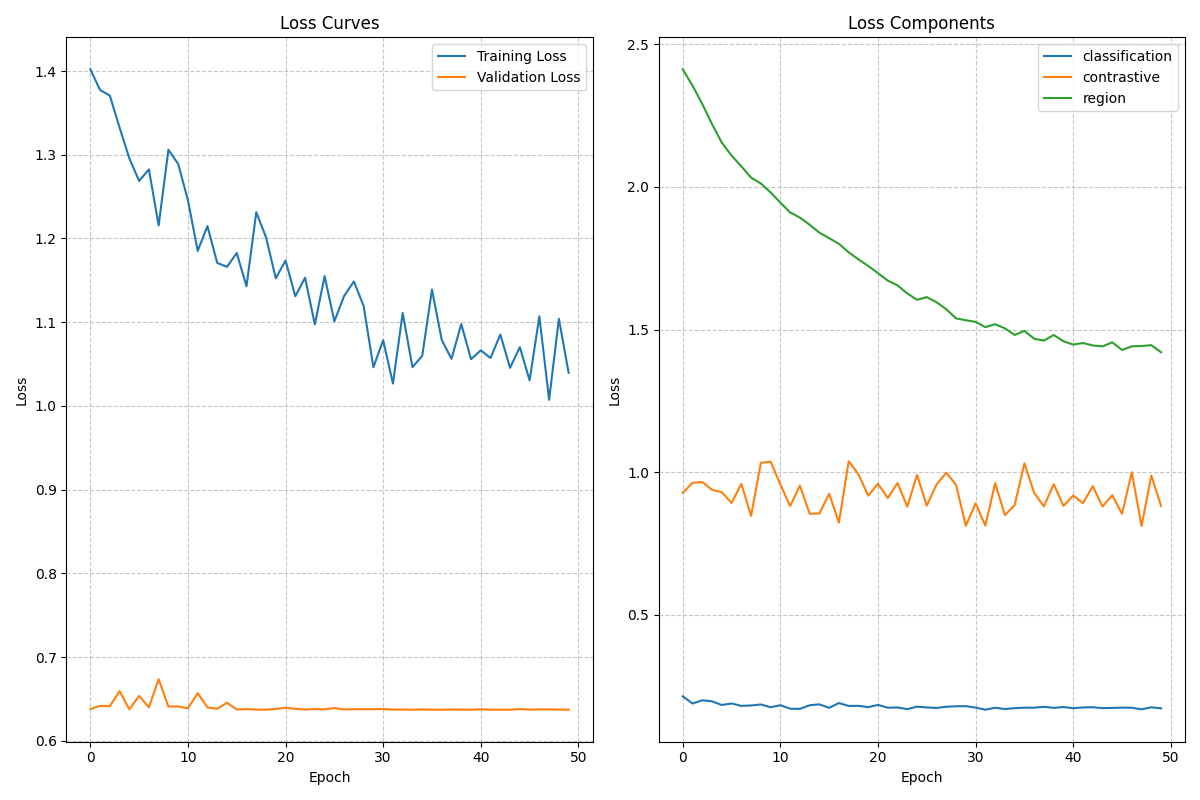 Loss Curves
Training Loss
Validation Loss
Loss
1.4
1.3
1.2
1.1
1.0
0.9
0.8
0.7
0.6
0 10 20 30 40 50
Epoch
Loss Components
classification
contrastive
region
Loss
2.5
2.0
1.5
1.0
0.5
0 10 20 30 40 50
Epoch